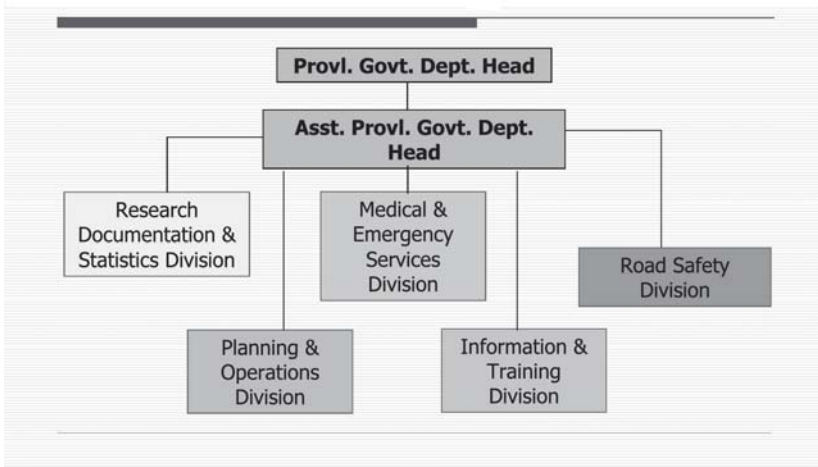 Provl. Govt. Dept. Head
Asst. Provl. Govt. Dept.
Head
Research
Documentation &
Statistics Division
Medical &
Emergency
Services
Division
Road Safety
Division
Planning &
Operations
Division
Information &
Training
Division